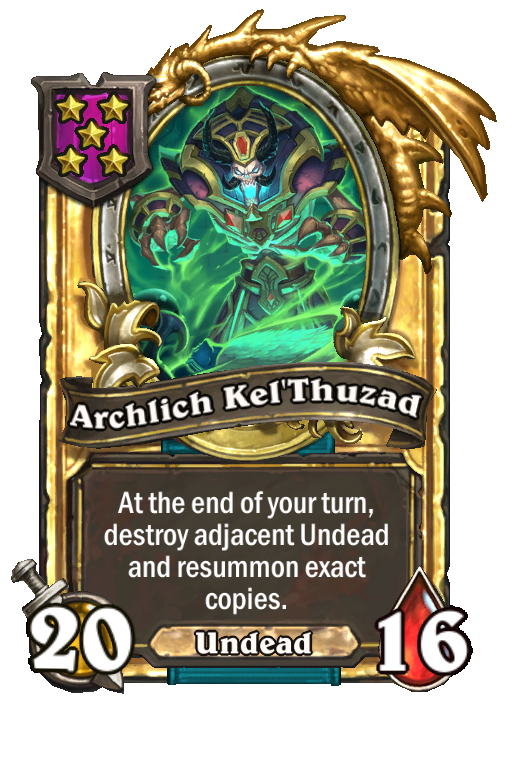 Archlich Kel'Thuzad
At the end of your turn,
destroy adjacent Undead
and resummon exact
copies.
20
Undead
16